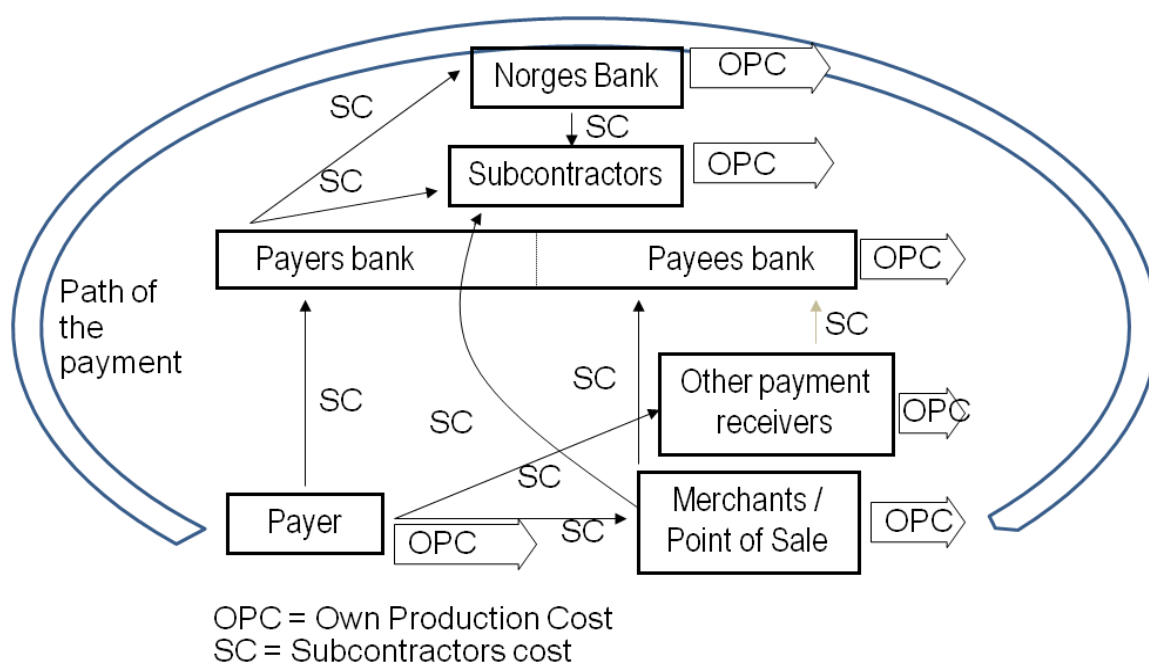 Norges Bank
OPC
SC
SC
Subcontractors
OPC
SC
Payers bank
Payees bank
OPC
Path of
the
payment
SC
Other payment
receivers
OPC
SC
SC
SC
SC
Payer
OPC
SC
Merchants /
Point of Sale
OPC
OPC = Own Production Cost
SC = Subcontractors cost